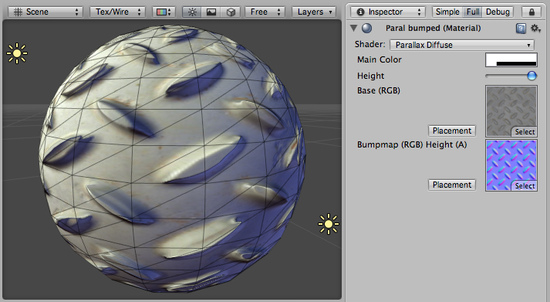 Scene Tex/Wire Free Layers
Inspector Simple Full Debug
Paral bumped (Material)
Shader: Parallax Diffuse
Main Color
Height
Base (RGB)
Placement Select
Bumpmap (RGB) Height (A)
Placement Select